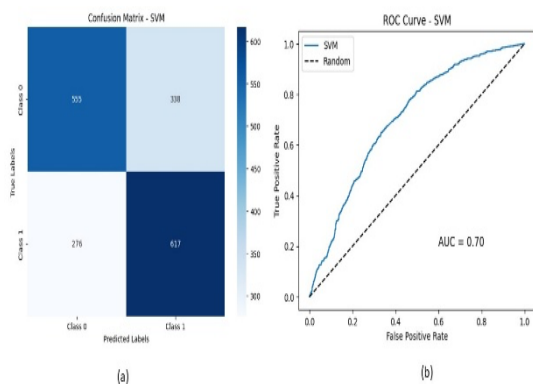 Confusion Matrix - SVM
True Labels
Class 0
Class 1
555
338
276
617
Class 0
Class 1
Predicted Labels
600
550
500
450
400
350
300
(a)
ROC Curve - SVM
SVM
Random
True Positive Rate
1.0
0.8
0.6
0.4
0.2
0.0
AUC = 0.70
0.0
0.2
0.4
0.6
0.8
1.0
False Positive Rate
(b)